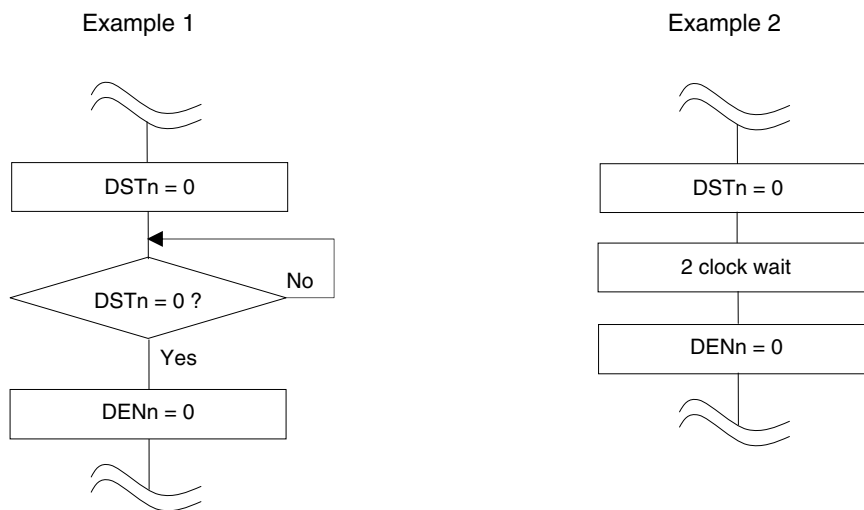 Example 1
DSTn = 0
DSTn = 0 ?
No
Yes
DENn = 0
Example 2
DSTn = 0
2 clock wait
DENn = 0